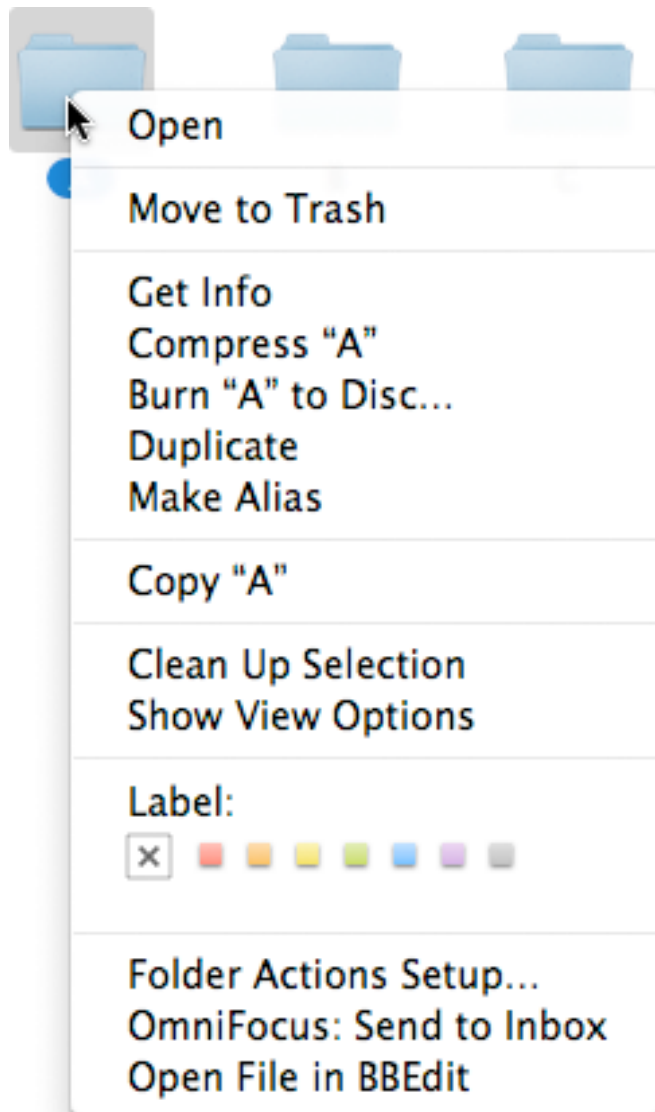 Open
Move to Trash
Get Info
Compress “A”
Burn “A” to Disc...
Duplicate
Make Alias
Copy “A”
Clean Up Selection
Show View Options
Label:
Folder Actions Setup...
OmniFocus: Send to Inbox
Open File in BBEdit